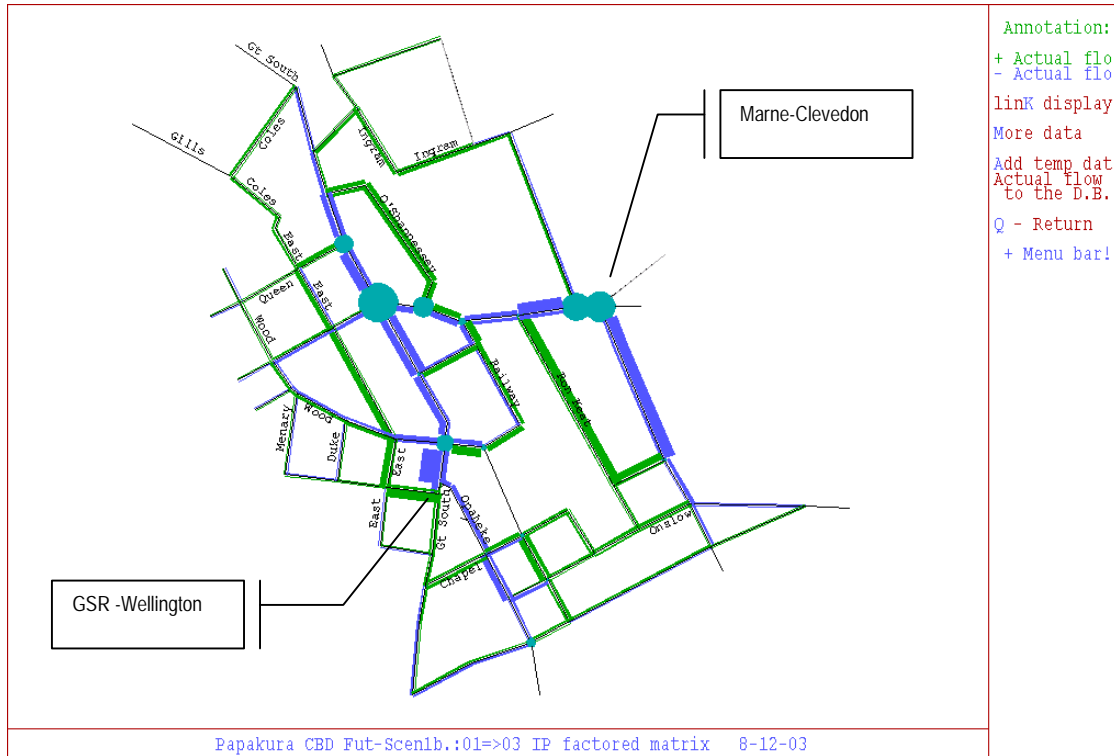 Gt South
Gills
Coles
Coles
Ingram
Ingram
O'Shannessey
East
Queen
East
Wood
Railway
Ron Keat
Menary
Wood
Duke
East
East
Gt South
Opaheke
Chapel
Onslow
Marne-Clevedon
GSR -Wellington
Annotation:
+ Actual flo
- Actual flo
linK display
More data
Add temp dat
Actual flow
to the D.B.
Q - Return
+ Menu bar!
Papakura CBD Fut-Scen1b.:01=>03 IP factored matrix 8-12-03